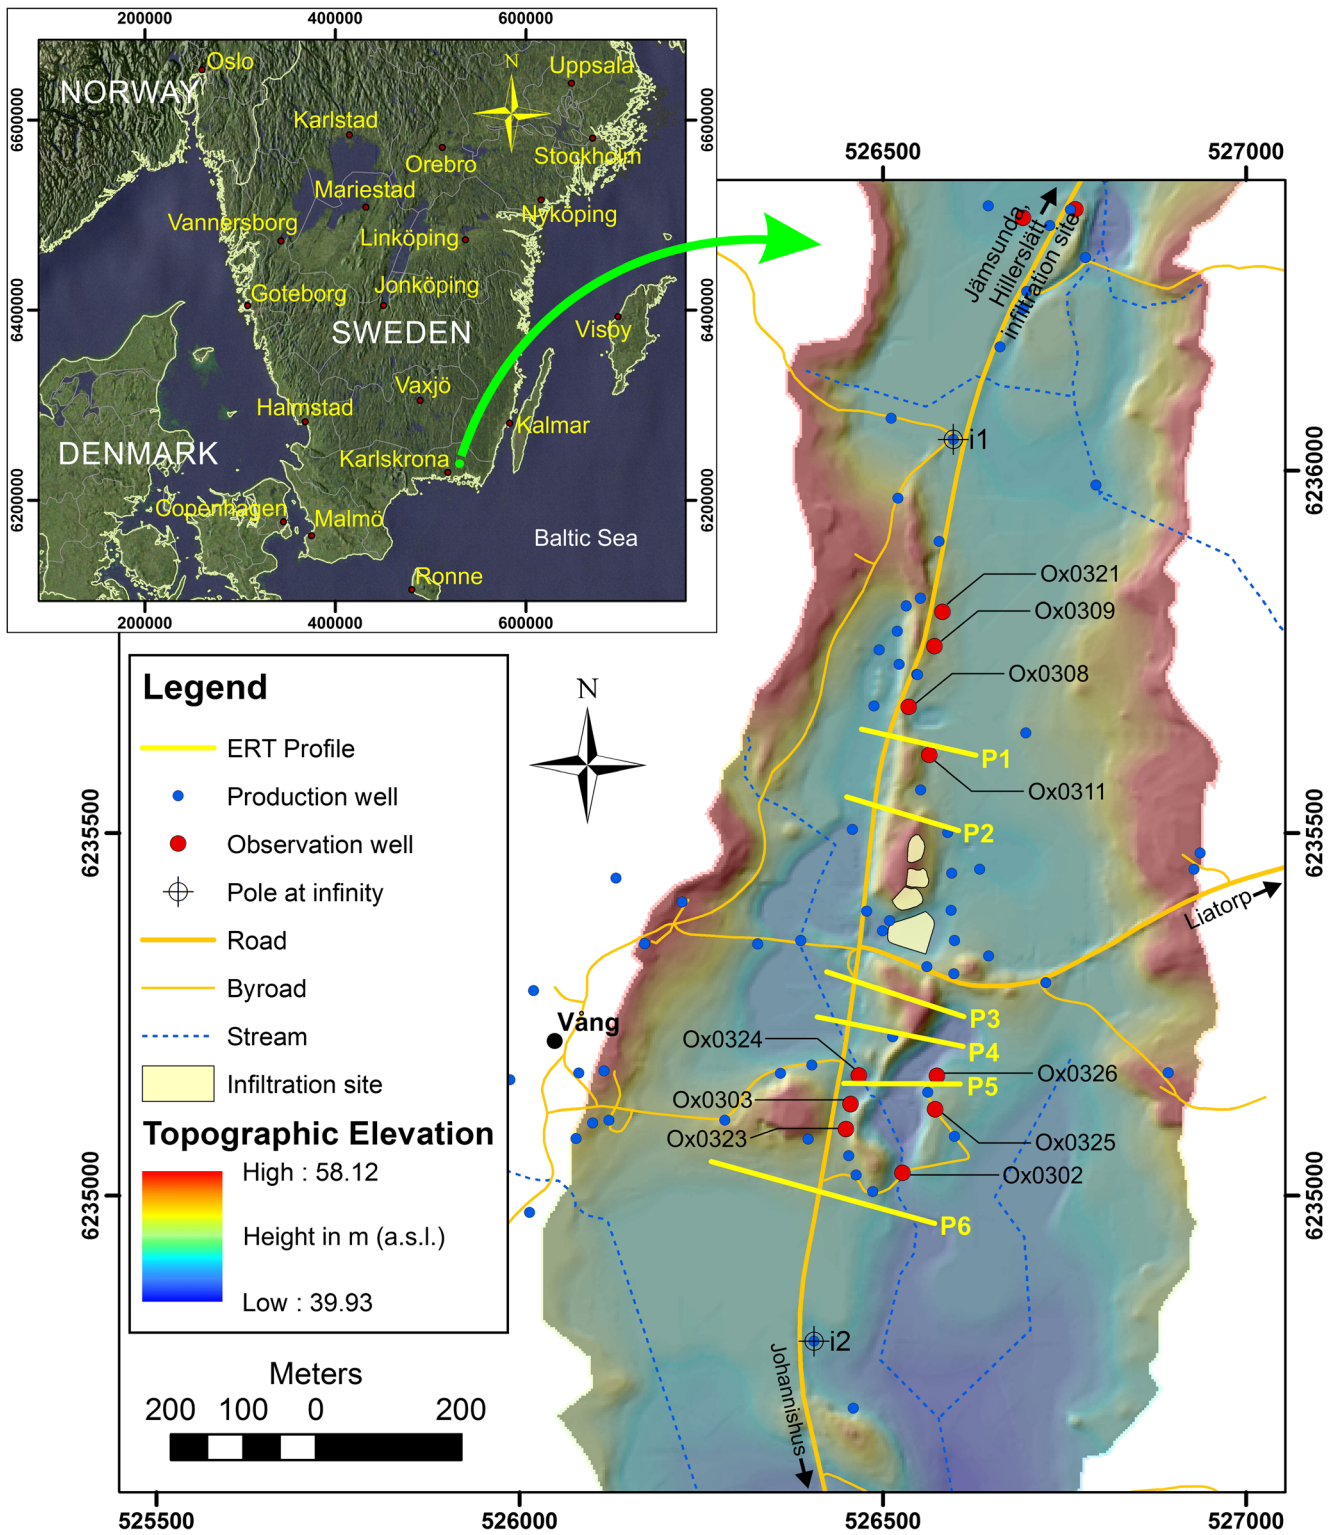 200000
400000
600000
6600000
6400000
6200000
6600000
6400000
6200000
200000
400000
600000
NORWAY
Oslo
N
Uppsala
Karlstad
Orebro
Stockholm
Mariestad
Vannersborg
Nyköping
Linköping
Goteborg
Jonköping
SWEDEN
Visby
Vaxjö
Halmstad
Kalmar
DENMARK
Karlskrona
Copenhagen
Malmö
Baltic Sea
Ronne
526500
527000
Jämsunda,
Hillerslätt
infiltration site
i1
6236000
Ox0321
Ox0309
Ox0308
P1
Ox0311
P2
6235500
6235500
Liatorp
P3
P4
Vång
Ox0324
Ox0326
P5
Ox0303
Ox0323
Ox0325
Ox0302
6235000
6235000
P6
i2
Johannishus
N
Legend
ERT Profile
Production well
Observation well
Pole at infinity
Road
Byroad
Stream
Infiltration site
Topographic Elevation
High : 58.12
Height in m (a.s.l.)
Low : 39.93
Meters
200 100 0 200
525500
526000
526500
527000